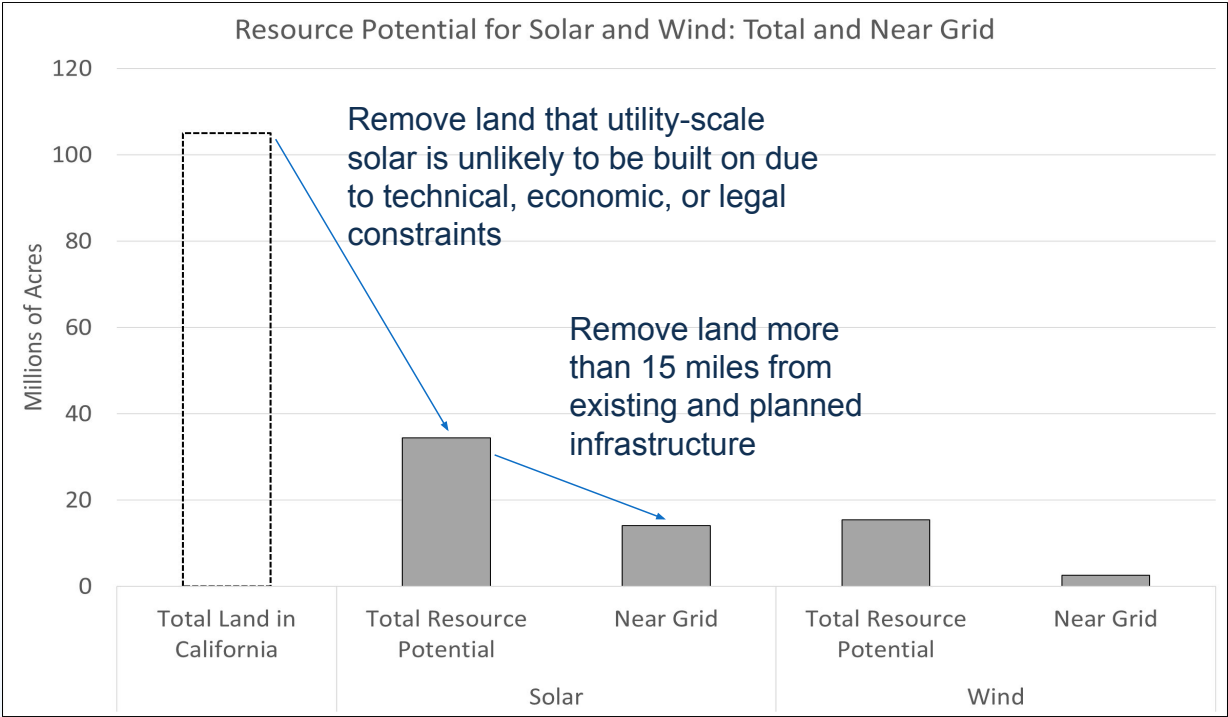 Resource Potential for Solar and Wind: Total and Near Grid
120
100
80
60
40
20
0
Millions of Acres
Remove land that utility-scale
solar is unlikely to be built on due
to technical, economic, or legal
constraints
Remove land more
than 15 miles from
existing and planned
infrastructure
Total Land in
California
Total Resource
Potential
Near Grid
Total Resource
Potential
Near Grid
Solar
Wind